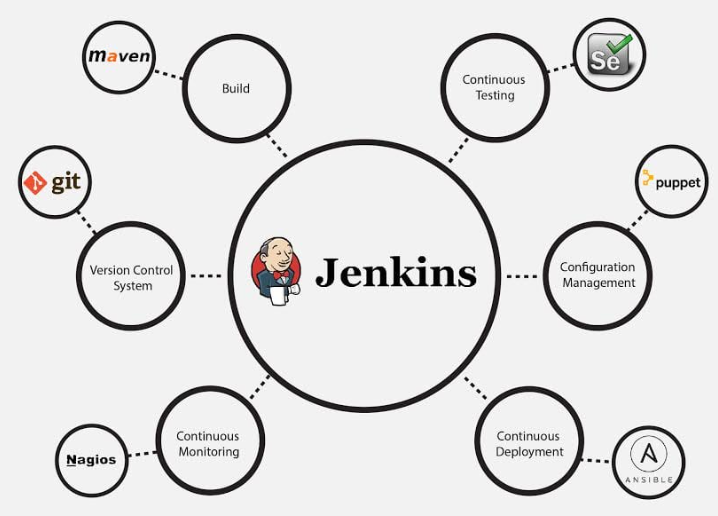 maven
Build
Continuous
Testing
Se
git
puppet
Version Control
System
Jenkins
Configuration
Management
Continuous
Monitoring
Nagios
Continuous
Deployment
A
ANSIBLE